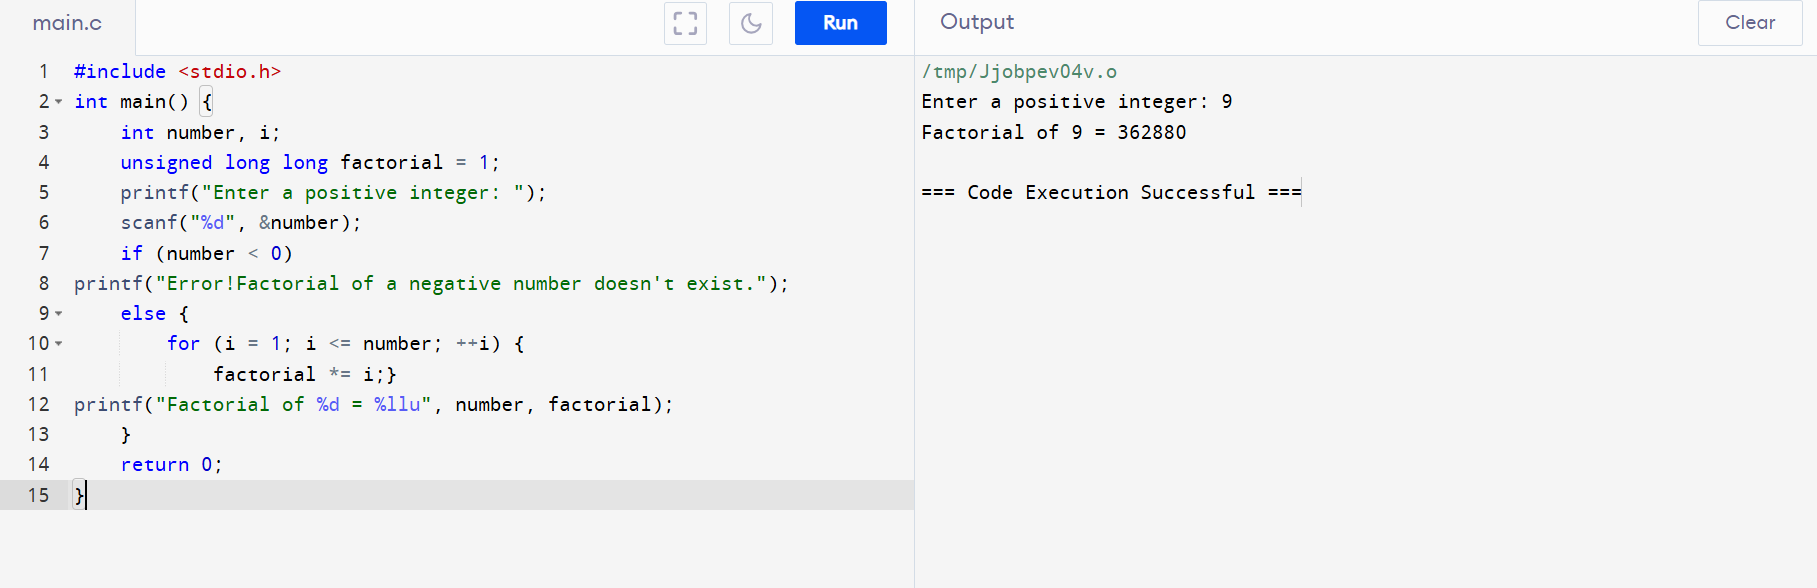 main.c
Run
Output
Clear
1 #include <stdio.h>
2 int main() {
3     int number, i;
4     unsigned long long factorial = 1;
5     printf("Enter a positive integer: ");
6     scanf("%d", &number);
7     if (number < 0)
8 printf("Error!Factorial of a negative number doesn't exist.");
9     else {
10         for (i = 1; i <= number; ++i) {
11             factorial *= i;}
12 printf("Factorial of %d = %llu", number, factorial);
13     }
14     return 0;
15 }
/tmp/Jjobpev04v.o
Enter a positive integer: 9
Factorial of 9 = 362880
=== Code Execution Successful ===